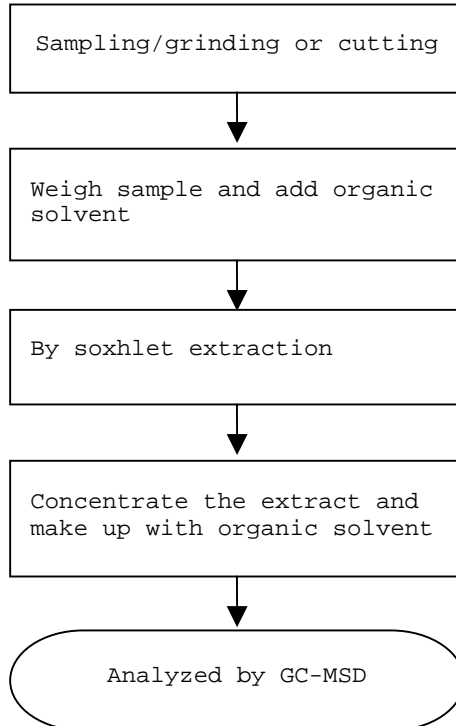 Sampling/grinding or cutting
Weigh sample and add organic
solvent
By soxhlet extraction
Concentrate the extract and
make up with organic solvent
Analyzed by GC-MSD